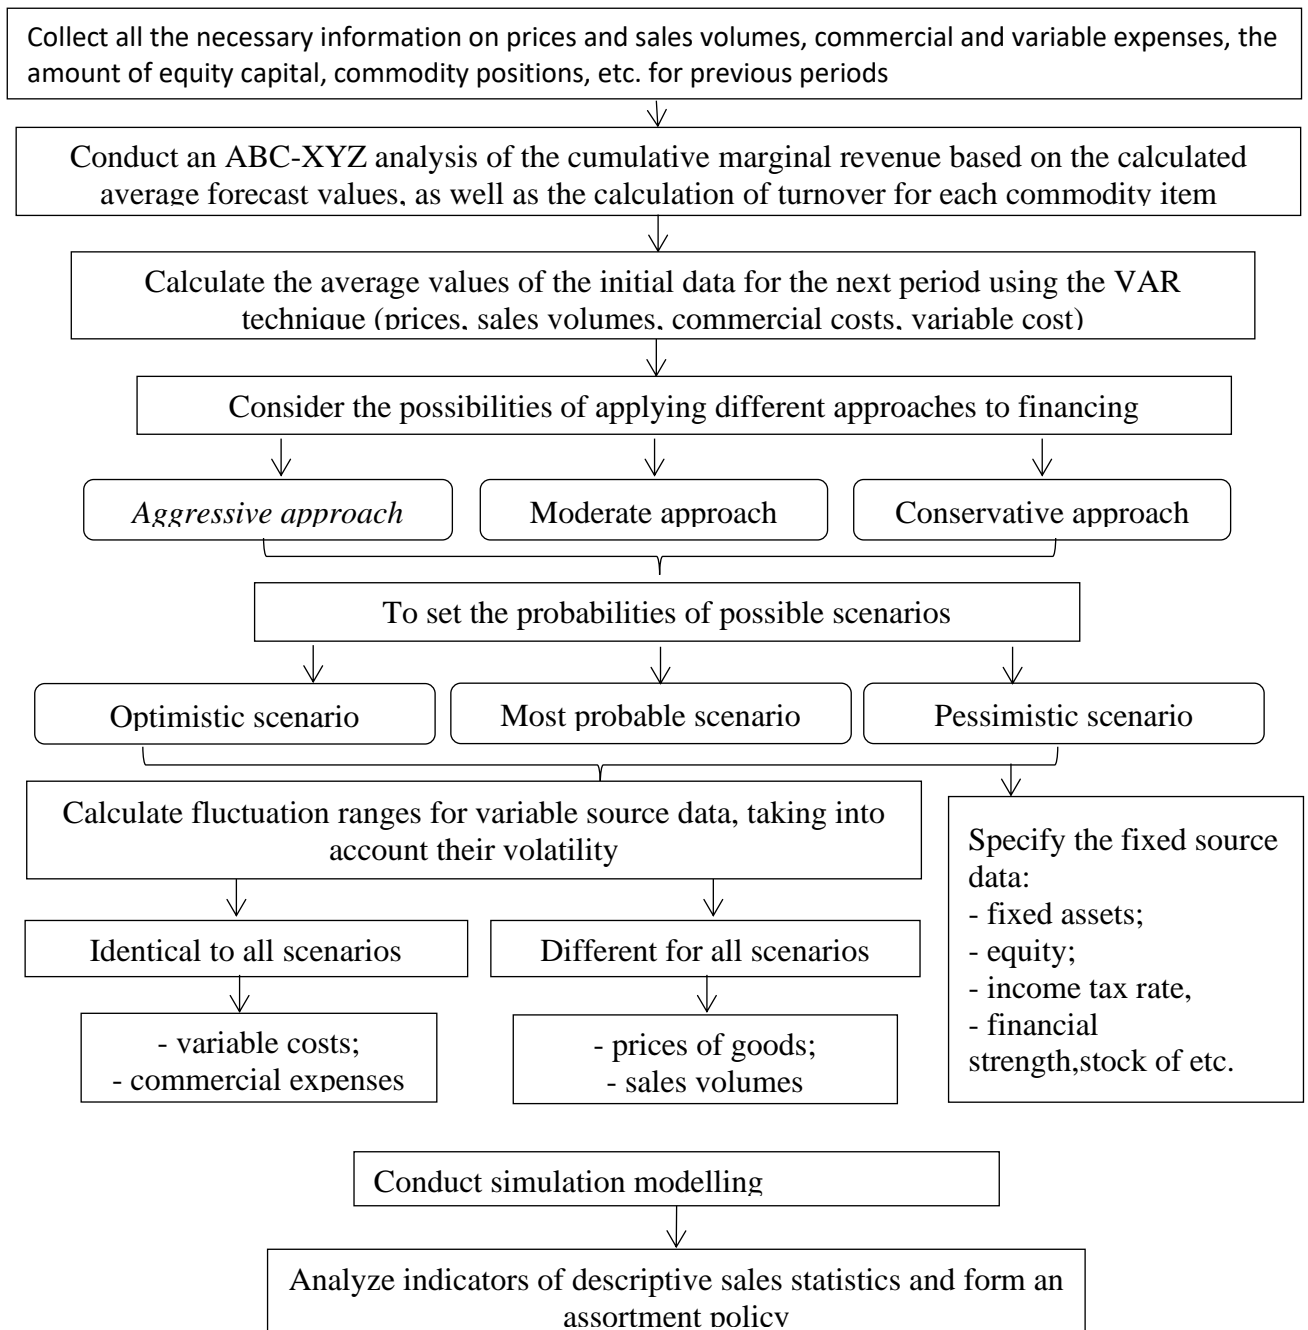 Collect all the necessary information on prices and sales volumes, commercial and variable expenses, the
amount of equity capital, commodity positions, etc. for previous periods
Conduct an ABC-XYZ analysis of the cumulative marginal revenue based on the calculated
average forecast values, as well as the calculation of turnover for each commodity item
Calculate the average values of the initial data for the next period using the VAR
technique (prices, sales volumes, commercial costs, variable cost)
Consider the possibilities of applying different approaches to financing
Aggressive approach
Moderate approach
Conservative approach
To set the probabilities of possible scenarios
Optimistic scenario
Most probable scenario
Pessimistic scenario
Calculate fluctuation ranges for variable source data, taking into
account their volatility
Identical to all scenarios
Different for all scenarios
- variable costs;
- commercial expenses
- prices of goods;
- sales volumes
Specify the fixed source
data:
- fixed assets;
- equity;
- income tax rate,
- financial
strength,stock of etc.
Conduct simulation modelling
Analyze indicators of descriptive sales statistics and form an
assortment policy